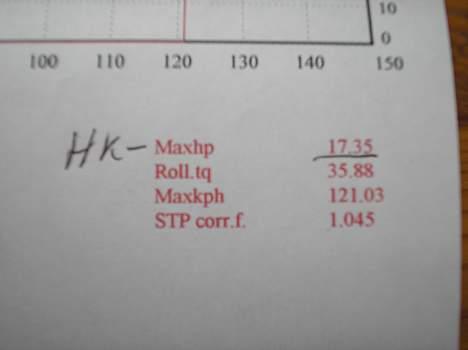 10
0
100 110 120 130 140 150
HK- Maxhp 17.35
Roll.tq 35.88
Maxkph 121.03
STP corr.f. 1.045